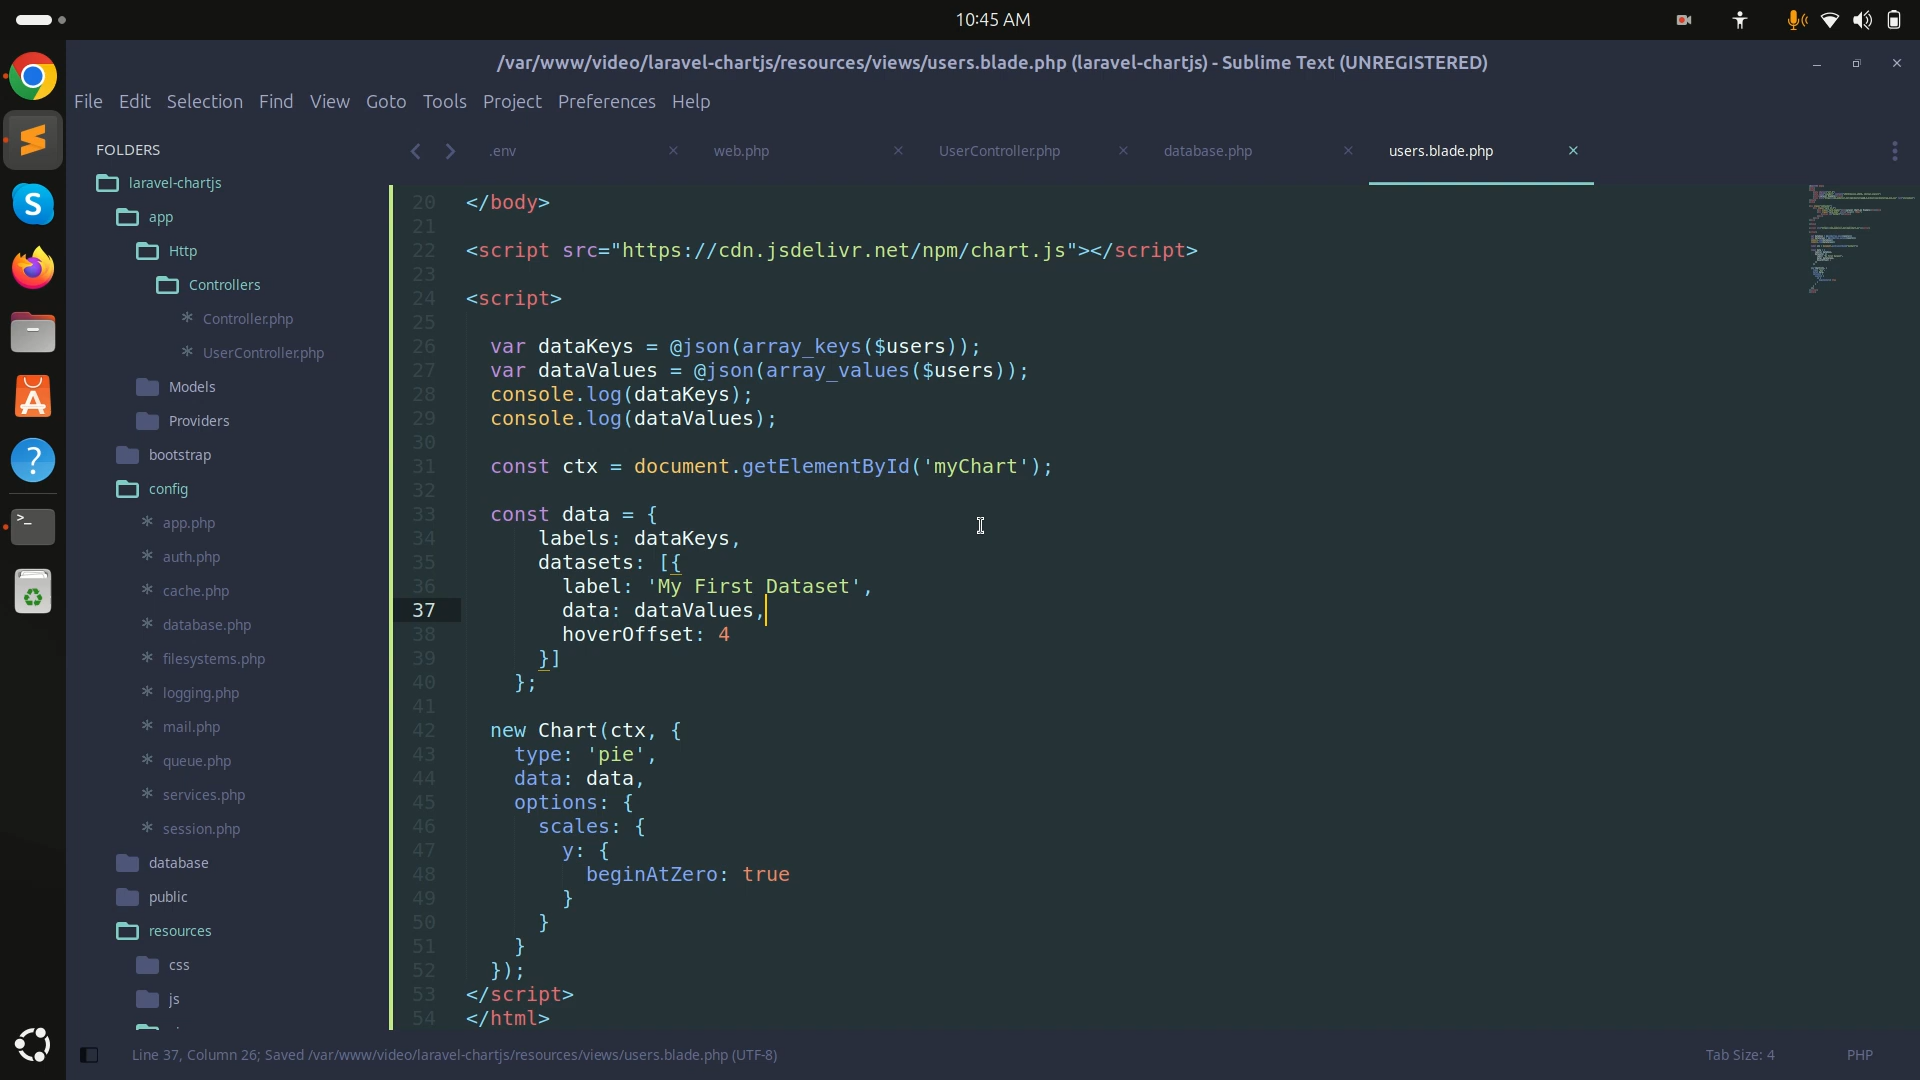 10:45 AM
/var/www/video/laravel-chartjs/resources/views/users.blade.php (laravel-chartjs) - Sublime Text (UNREGISTERED)
File Edit Selection Find View Goto Tools Project Preferences Help
FOLDERS
laravel-chartjs
app
Http
Controllers
Controller.php
UserController.php
Models
Providers
bootstrap
config
app.php
auth.php
cache.php
database.php
filesystems.php
logging.php
mail.php
queue.php
services.php
session.php
database
public
resources
css
js
.env web.php UserController.php database.php users.blade.php
20 </body>
21
22 <script src="https://cdn.jsdelivr.net/npm/chart.js"></script>
23
24 <script>
25
26 var dataKeys = @json(array_keys($users));
27 var dataValues = @json(array_values($users));
28 console.log(dataKeys);
29 console.log(dataValues);
30
31 const ctx = document.getElementById('myChart');
32
33 const data = {
34 labels: dataKeys,
35 datasets: [{
36 label: 'My First Dataset',
37 data: dataValues,
38 hoverOffset: 4
39 }]
40 };
41
42 new Chart(ctx, {
43 type: 'pie',
44 data: data,
45 options: {
46 scales: {
47 y: {
48 beginAtZero: true
49 }
50 }
51 }
52 });
53 </script>
54 </html>
Line 37, Column 26; Saved /var/www/video/laravel-chartjs/resources/views/users.blade.php (UTF-8)
Tab Size: 4 PHP